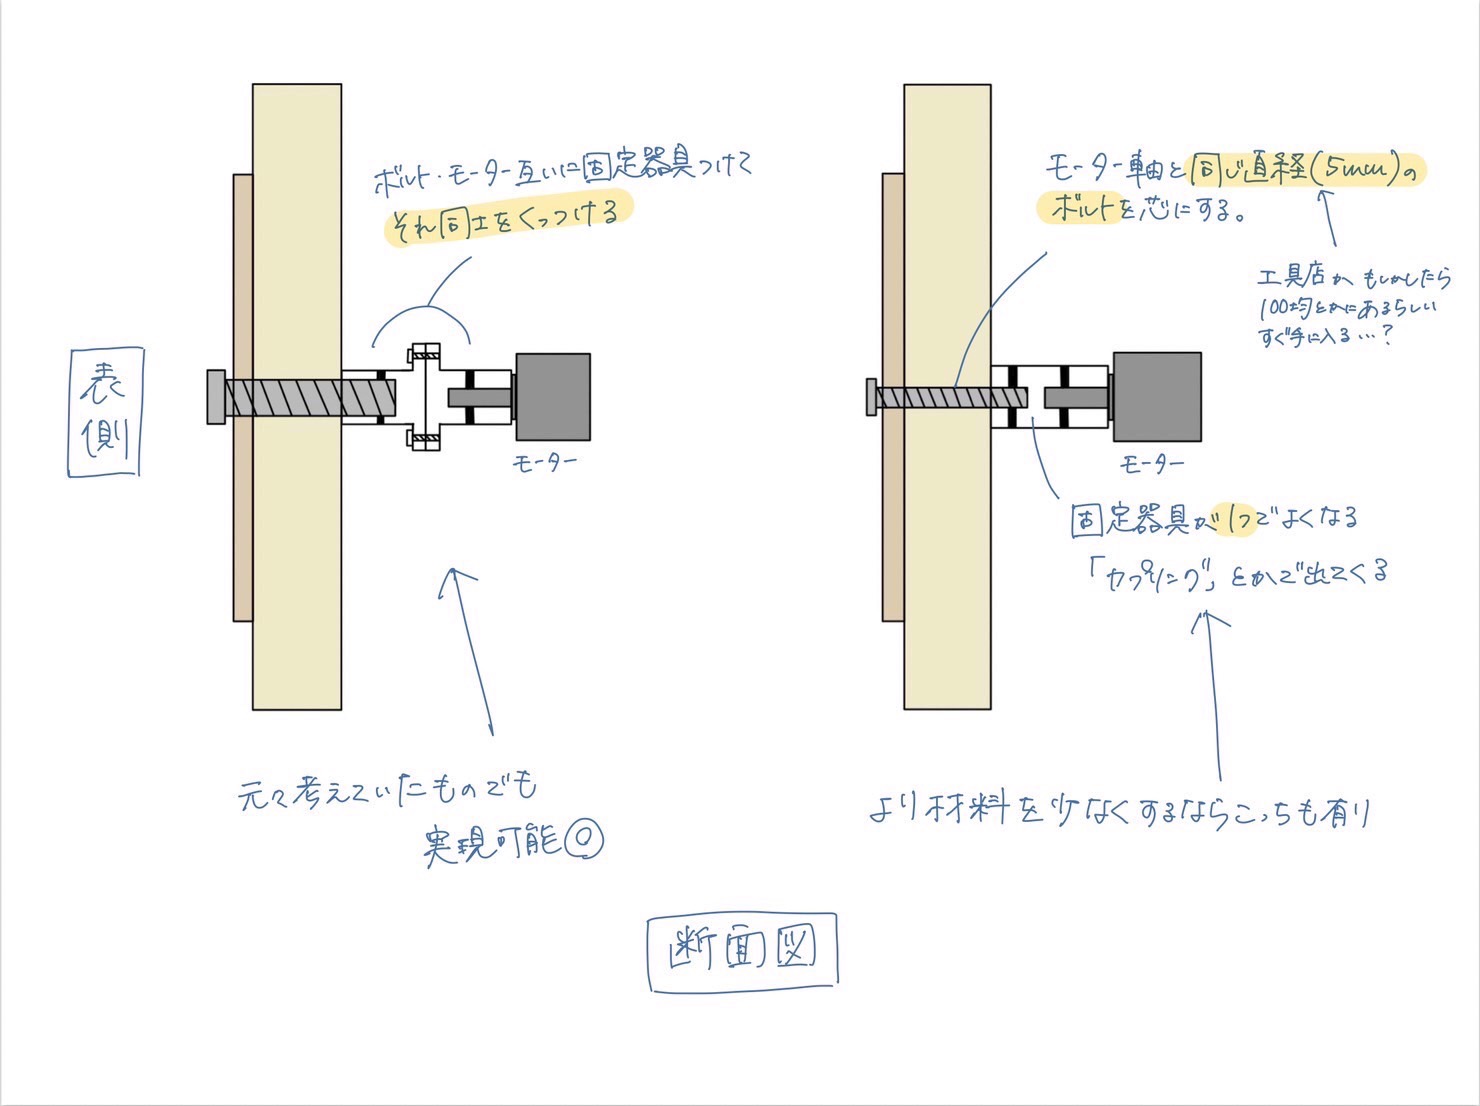 ボルト・モーター互いに固定器具つけて
それ同士をくっつける
表側
モーター
元々考えていたものでも
実現可能◎
モーター軸と同じ直経(5mm)の
ボルトを芯にする。
工具店か もしかしたら
100均とかにあるらしい
すぐ手に入る…?
モーター
固定器具が1つでよくなる
「カプリング」とかで出てくる
より材料を少なくするならこっちも有り
断面図